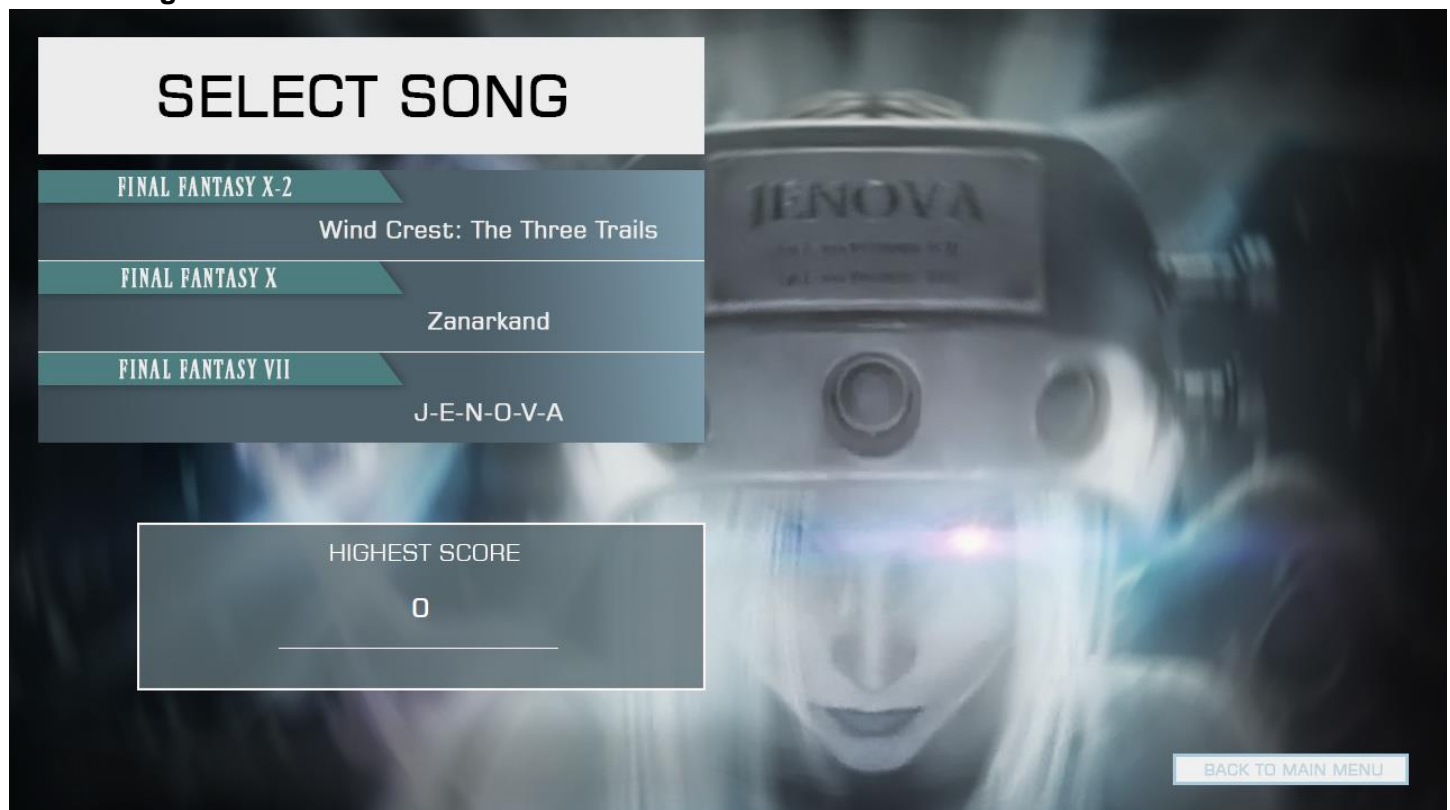 SELECT SONG
FINAL FANTASY X-2
Wind Crest: The Three Trails
FINAL FANTASY X
Zanarkand
FINAL FANTASY VII
J-E-N-O-V-A
HIGHEST SCORE
0
JENOVA
BACK TO MAIN MENU